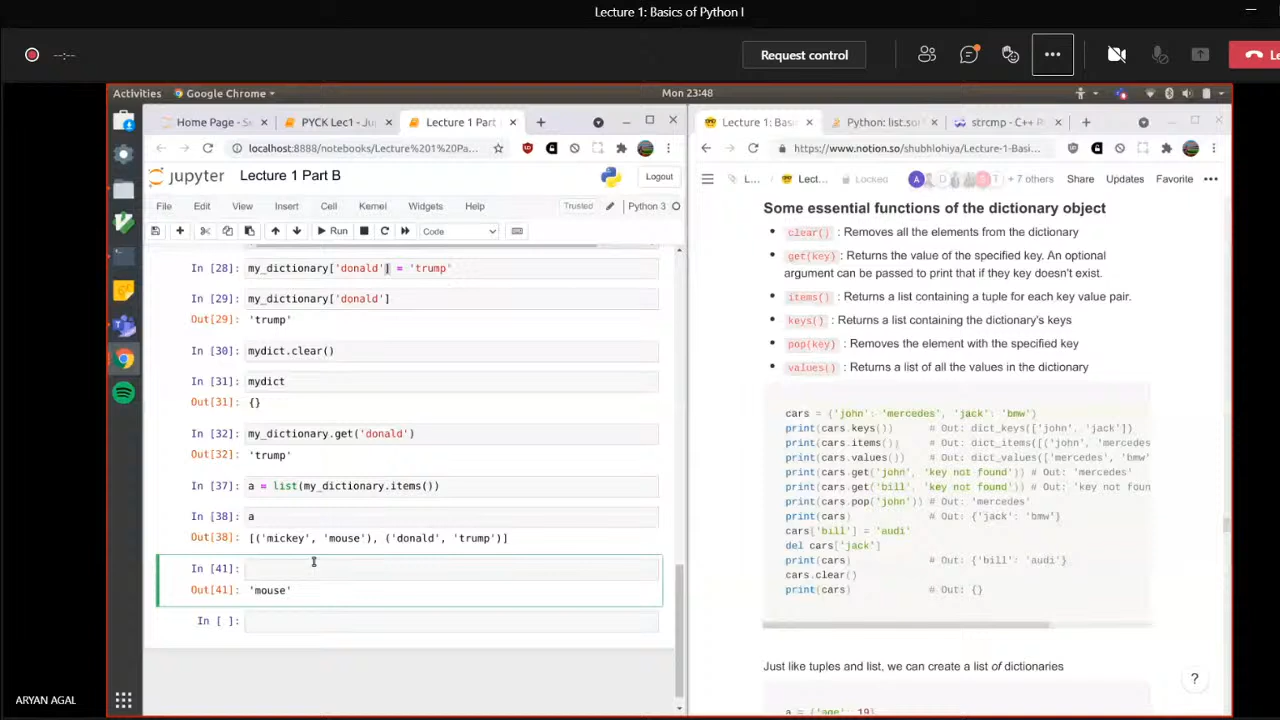 Lecture 1: Basics of Python I
--:--
Request control
Activities
Google Chrome
Mon 23:48
Home Page - Se
PYCK Lec1 - Ju
Lecture 1 Part
localhost:8888/notebooks/Lecture%201%20Pa...
jupyter
Lecture 1 Part B
Logout
File Edit View Insert Cell Kernel Widgets Help
Trusted
Python 3
Run
Code
In [28]: my_dictionary['donald'] = 'trump'
In [29]: my_dictionary['donald']
Out[29]: 'trump'
In [30]: mydict.clear()
In [31]: mydict
Out[31]: {}
In [32]: my_dictionary.get('donald')
Out[32]: 'trump'
In [37]: a = list(my_dictionary.items())
In [38]: a
Out[38]: [('mickey', 'mouse'), ('donald', 'trump')]
In [41]:
Out[41]: 'mouse'
In [ ]:
Lecture 1: Basi
Python: list.so
strcmp - C++ R
https://www.notion.so/shubhlohiya/Lecture-1-Basi...
L...
Lect...
Locked
A
D
T
+ 7 others
Share
Updates
Favorite
Some essential functions of the dictionary object
clear() : Removes all the elements from the dictionary
get(key) : Returns the value of the specified key. An optional
argument can be passed to print that if they key doesn't exist.
items() : Returns a list containing a tuple for each key value pair.
keys() : Returns a list containing the dictionary's keys
pop(key) : Removes the element with the specified key
values() : Returns a list of all the values in the dictionary
cars = {'john': 'mercedes', 'jack': 'bmw'}
print(cars.keys()) # Out: dict_keys(['john', 'jack'])
print(cars.items()) # Out: dict_items([('john', 'mercedes
print(cars.values()) # Out: dict_values(['mercedes', 'bmw'
print(cars.get('john', 'key not found')) # Out: 'mercedes'
print(cars.get('bill', 'key not found')) # Out: 'key not foun
print(cars.pop('john')) # Out: 'mercedes'
print(cars) # Out: {'jack': 'bmw'}
cars['bill'] = 'audi'
del cars['jack']
print(cars) # Out: {'bill': 'audi'}
cars.clear()
print(cars) # Out: {}
Just like tuples and list, we can create a list of dictionaries
a = {'age': 19}
?
ARYAN AGAL